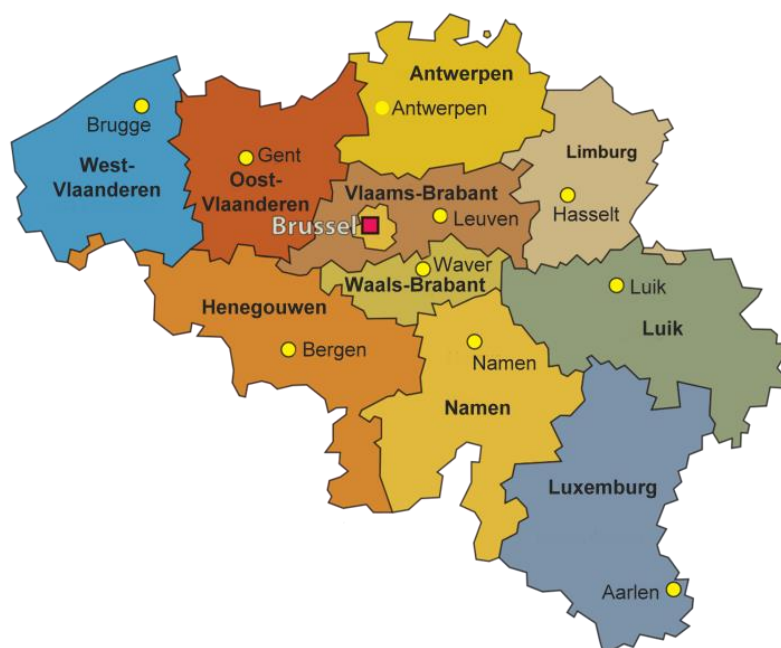 Antwerpen
Antwerpen
Brugge
West-
Vlaanderen
Gent
Oost-
Vlaanderen
Limburg
Hasselt
Vlaams-Brabant
Leuven
Brussel
Waver
Waals-Brabant
Henegouwen
Bergen
Luik
Luik
Namen
Namen
Luxemburg
Aarlen